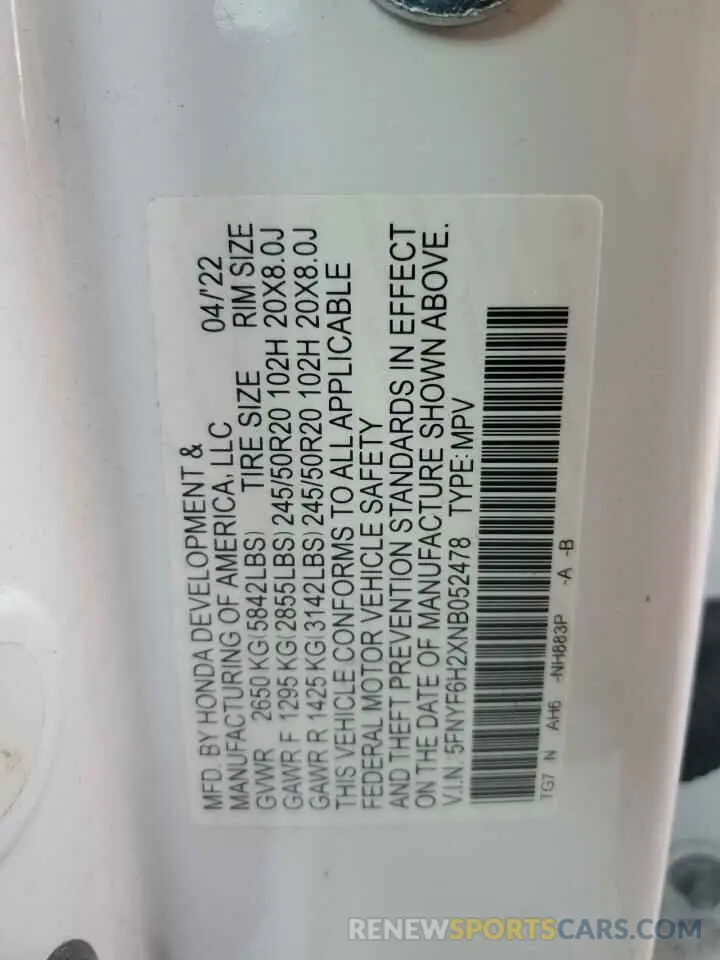 MFD. BY HONDA DEVELOPMENT & 04/'22
MANUFACTURING OF AMERICA, LLC
GVWR 2650 KG(5842LBS) TIRE SIZE RIM SIZE
GAWR F 1295 KG(2855LBS) 245/50R20 102H 20X8.0J
GAWR R 1425 KG(3142LBS) 245/50R20 102H 20X8.0J
THIS VEHICLE CONFORMS TO ALL APPLICABLE
FEDERAL MOTOR VEHICLE SAFETY
AND THEFT PREVENTION STANDARDS IN EFFECT
ON THE DATE OF MANUFACTURE SHOWN ABOVE.
V.I.N.: 5FNYF6H2XNB052478 TYPE: MPV
TG7 N AH6 -NH883P -A -B
RENEWSPORTSCARS.COM